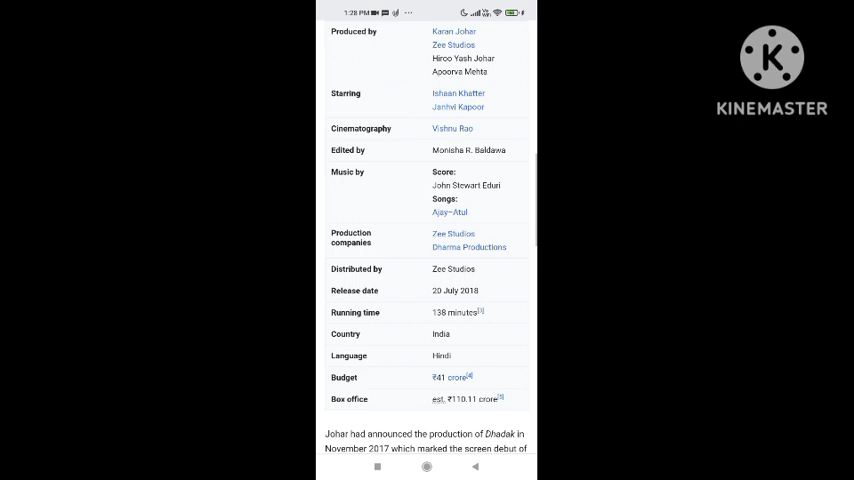 1:28 PM
Produced by Karan Johar
Zee Studios
Hiroo Yash Johar
Apoorva Mehta
Starring Ishaan Khatter
Janhvi Kapoor
Cinematography Vishnu Rao
Edited by Monisha R. Baldawa
Music by Score:
John Stewart Eduri
Songs:
Ajay–Atul
Production companies Zee Studios
Dharma Productions
Distributed by Zee Studios
Release date 20 July 2018
Running time 138 minutes[3]
Country India
Language Hindi
Budget ₹41 crore[4]
Box office est. ₹110.11 crore[5]
Johar had announced the production of Dhadak in
November 2017 which marked the screen debut of
K
KINEMASTER